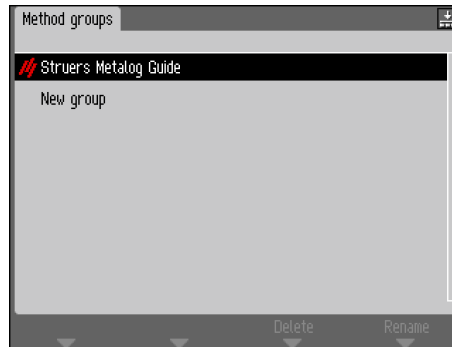 Method groups
Struers Metalog Guide
New group
Delete Rename